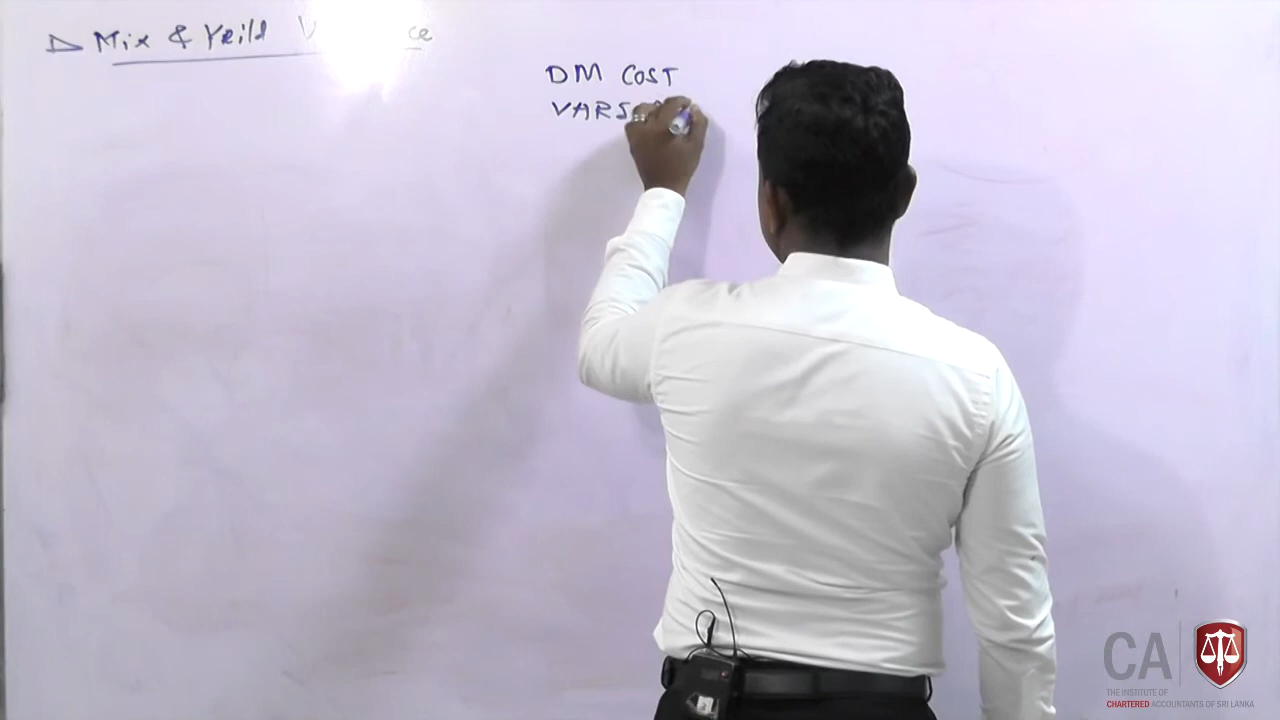 Mix & Yeild
DM COST
CA
THE INSTITUTE OF
CHARTERED ACCOUNTANTS OF SRI LANKA